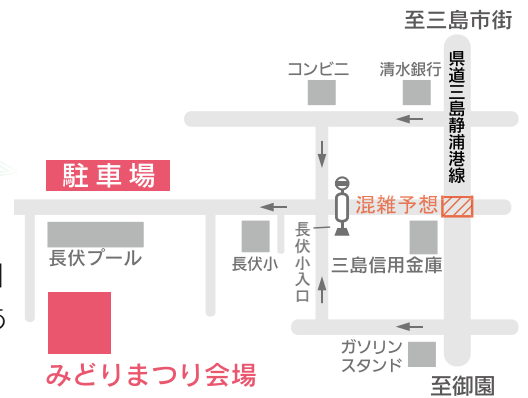 至三島市街
コンビニ
清水銀行
県道三島静浦港線
駐車場
混雑予想
長伏プール
長伏小
長伏小入口
三島信用金庫
みどりまつり会場
ガソリン
スタンド
至御園